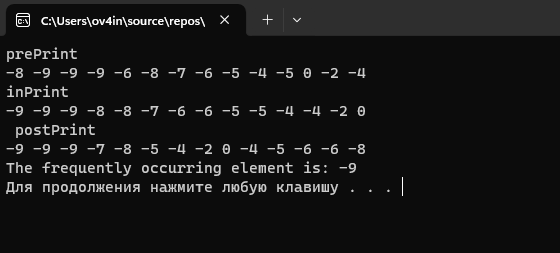 C:\Users\ov4in\source\repos\
prePrint
-8 -9 -9 -9 -6 -8 -7 -6 -5 -4 -5 0 -2 -4
inPrint
-9 -9 -9 -8 -8 -7 -6 -6 -5 -5 -4 -4 -2 0
postPrint
-9 -9 -9 -7 -8 -5 -4 -2 0 -4 -5 -6 -6 -8
The frequently occurring element is: -9
Для продолжения нажмите любую клавишу . . .